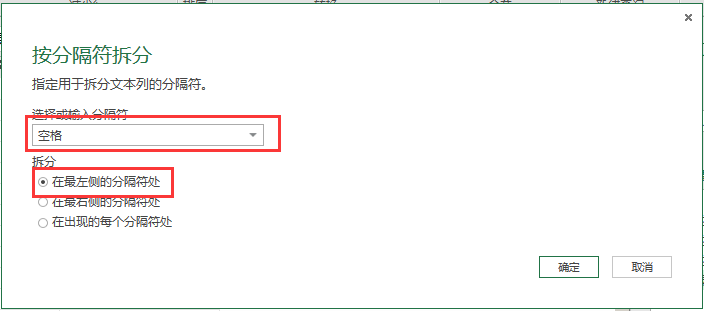 按分隔符拆分
指定用于拆分文本列的分隔符。
选择或输入分隔符
空格
拆分
在最左侧的分隔符处
在最右侧的分隔符处
在出现的每个分隔符处
确定 取消